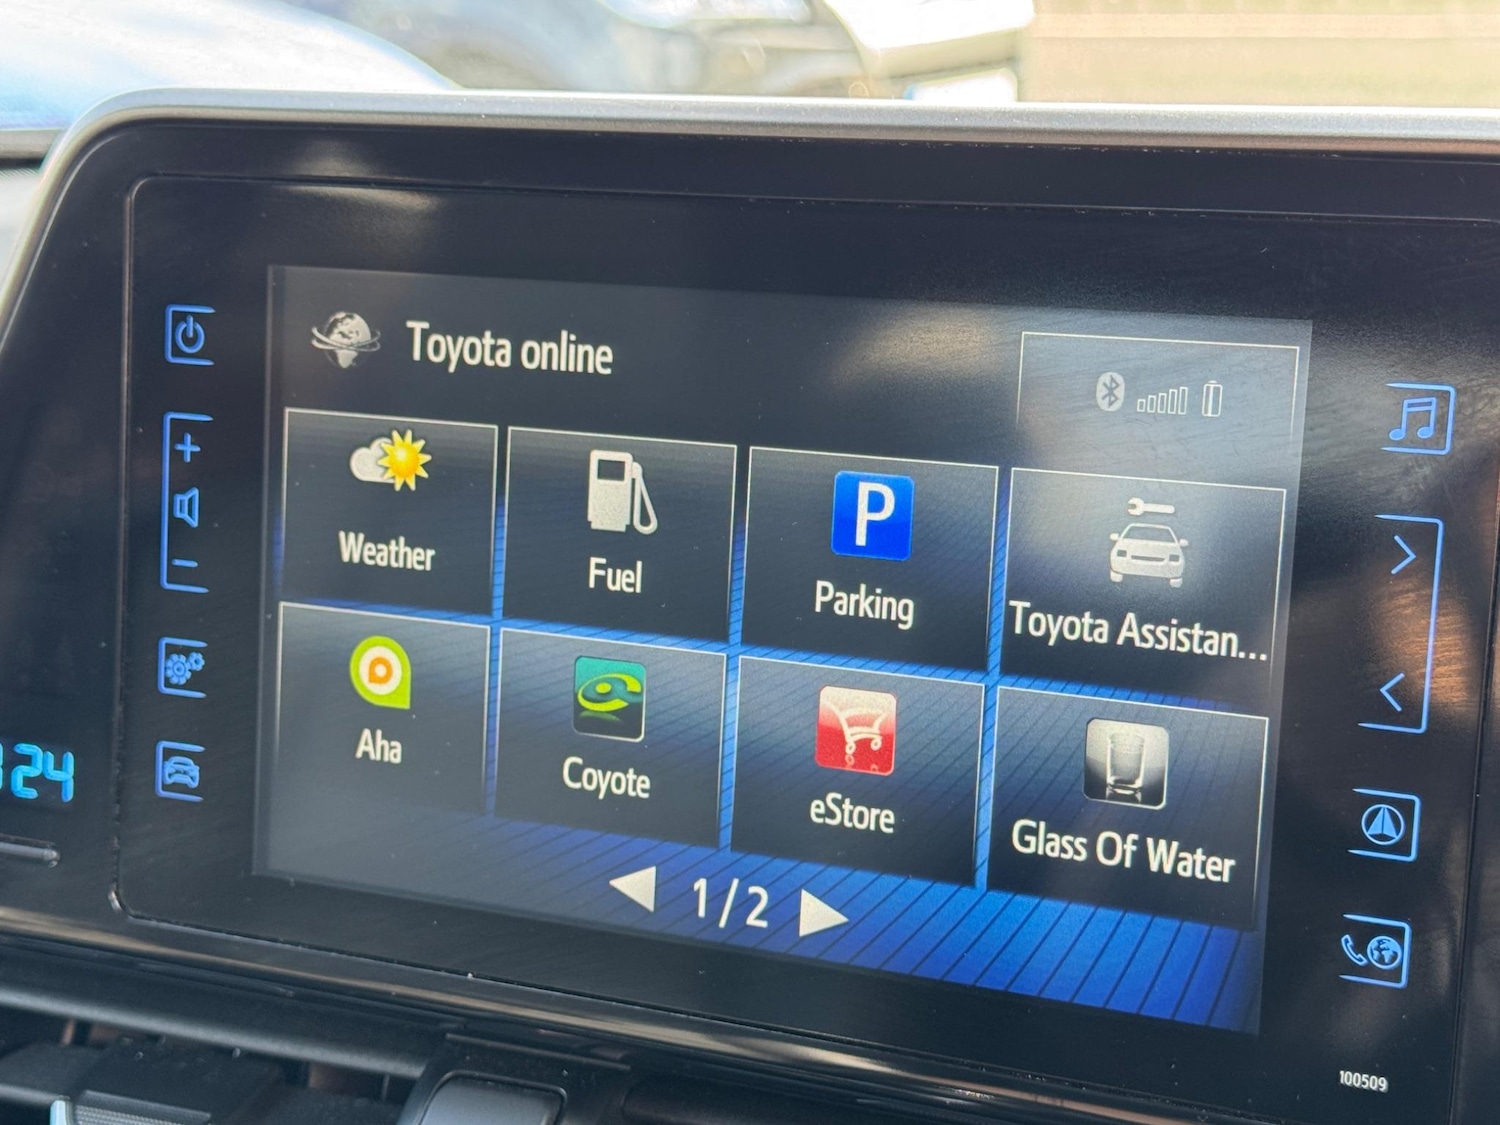 Toyota online
Weather
Fuel
Parking
Toyota Assistan...
Aha
Coyote
eStore
Glass Of Water
1/2
24
100509